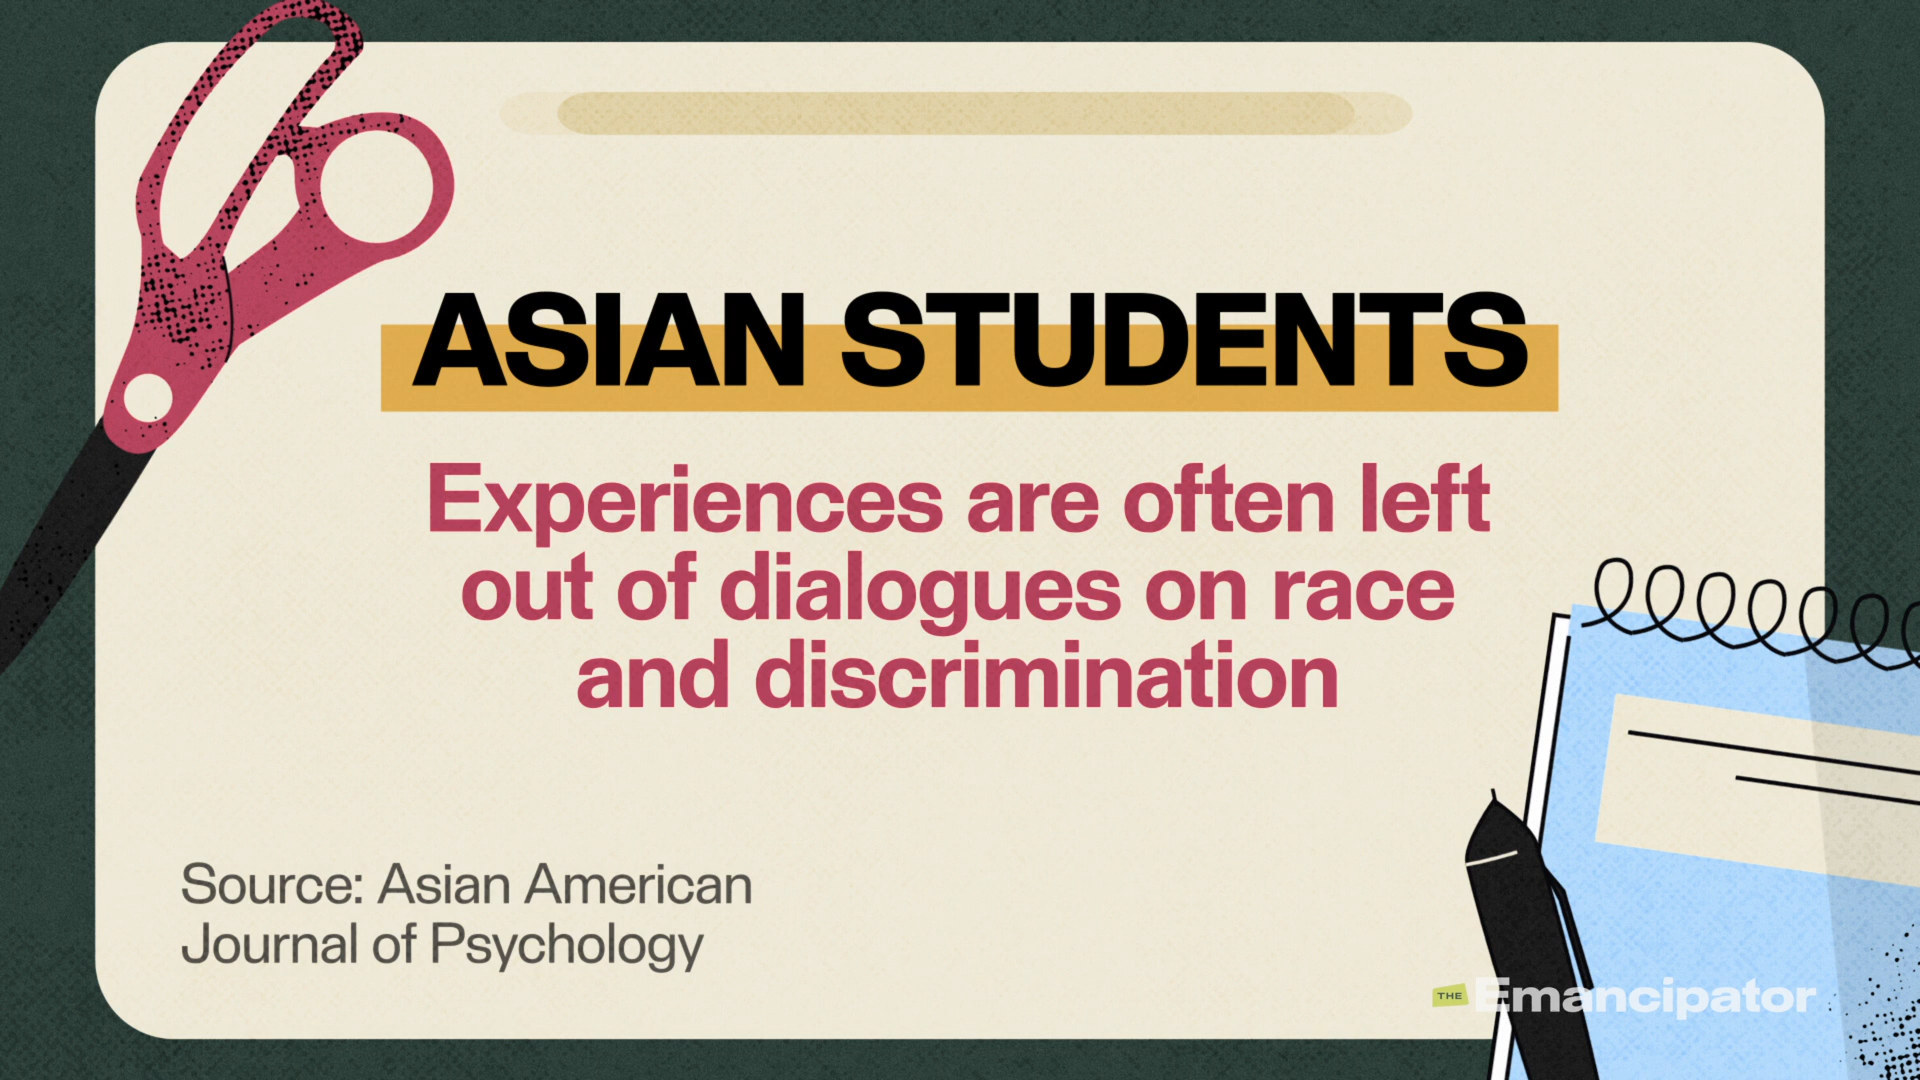 ASIAN STUDENTS
Experiences are often left
out of dialogues on race
and discrimination
Source: Asian American
Journal of Psychology
THE Emancipator